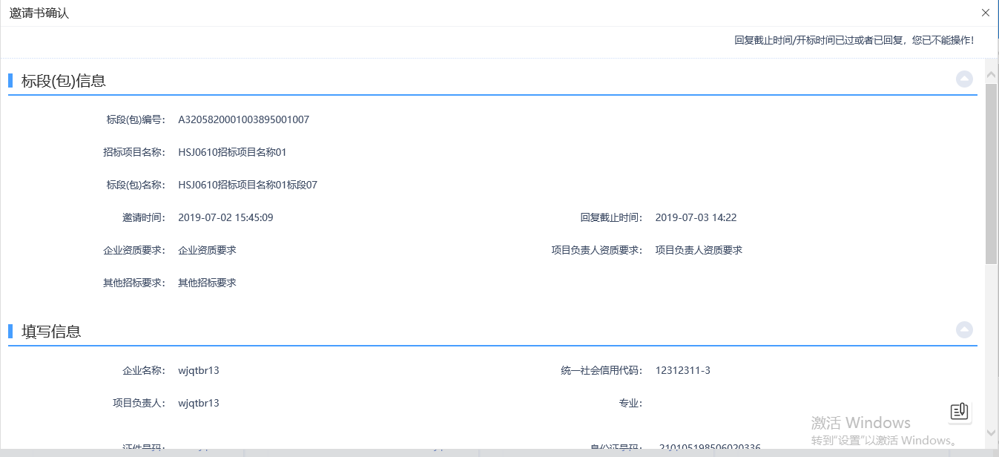 邀请书确认
回复截止时间/开标时间已过或者已回复，您已不能操作！
标段(包)信息
标段(包)编号： A3205820001003895001007
招标项目名称： HSJ0610招标项目名称01
标段(包)名称： HSJ0610招标项目名称01标段07
邀请时间： 2019-07-02 15:45:09 回复截止时间： 2019-07-03 14:22
企业资质要求： 企业资质要求 项目负责人资质要求： 项目负责人资质要求
其他招标要求： 其他招标要求
填写信息
企业名称： wjqtbr13 统一社会信用代码： 12312311-3
项目负责人： wjqtbr13 专业：
证件号码： 身份证号码： 210105198506020336
激活 Windows
转到"设置"以激活 Windows。